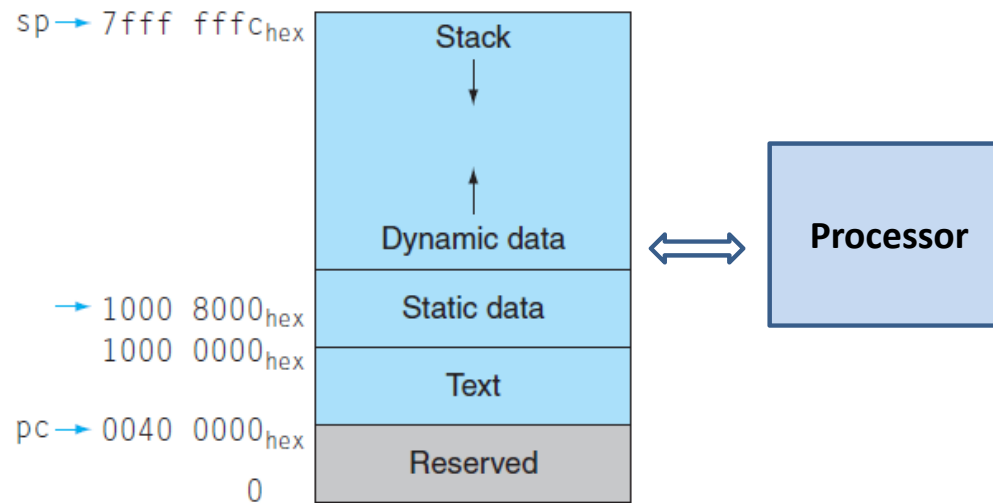 sp 7fff fffc hex
Stack
Dynamic data
Processor
1000 8000 hex
Static data
1000 0000 hex
Text
pc 0040 0000 hex
Reserved
0